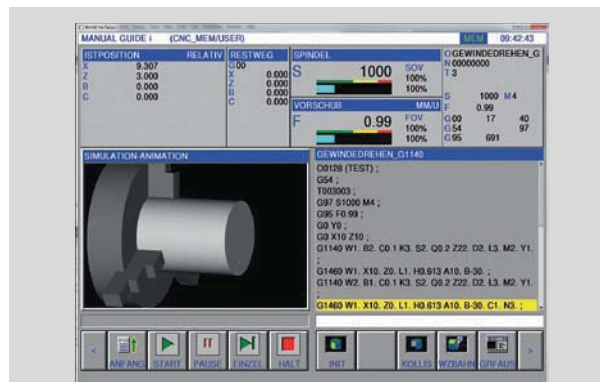 MANUAL GUIDE i (CNC_MEM/USER) MEM 09:42:43
ISTPOSITION RELATIV
X 9.307
Z 3.000
B 0.000
C 0.000
RESTWEG
G00
X 0.000
Z 0.000
B 0.000
C 0.000
SPINDEL
S 1000 SOV
100%
100%
VORSCHUB MM/U
F 0.99 FOV
100%
100%
O GEWINDEDREHEN_G
N 00000000
T 3
S 1000 M4
F 0.99
G00 17 40
G54 97
G95 691
SIMULATION-ANIMATION
GEWINDEDREHEN_G1140
O0128 (TEST) ;
G54 ;
T003003 ;
G97 S1000 M4 ;
G95 F0.99 ;
G0 Y0 ;
G0 X10 Z10 ;
G1140 W1. B2. C0.1 K3. S2. Q0.2 Z22. D2. L3. M2. Y1.
;
G1460 W1. X10. Z0. L1. H0.613 A10. B-30. ;
G1140 W2. B1. C0.1 K3. S2. Q0.2 Z22. D2. L3. M2. Y1.
;
G1460 W1. X10. Z0. L1. H0.613 A10. B-30. C1. N3. ;
< ANFANG START PAUSE EINZEL HALT INIT KOLLIS WZBAHN GRFAUS >